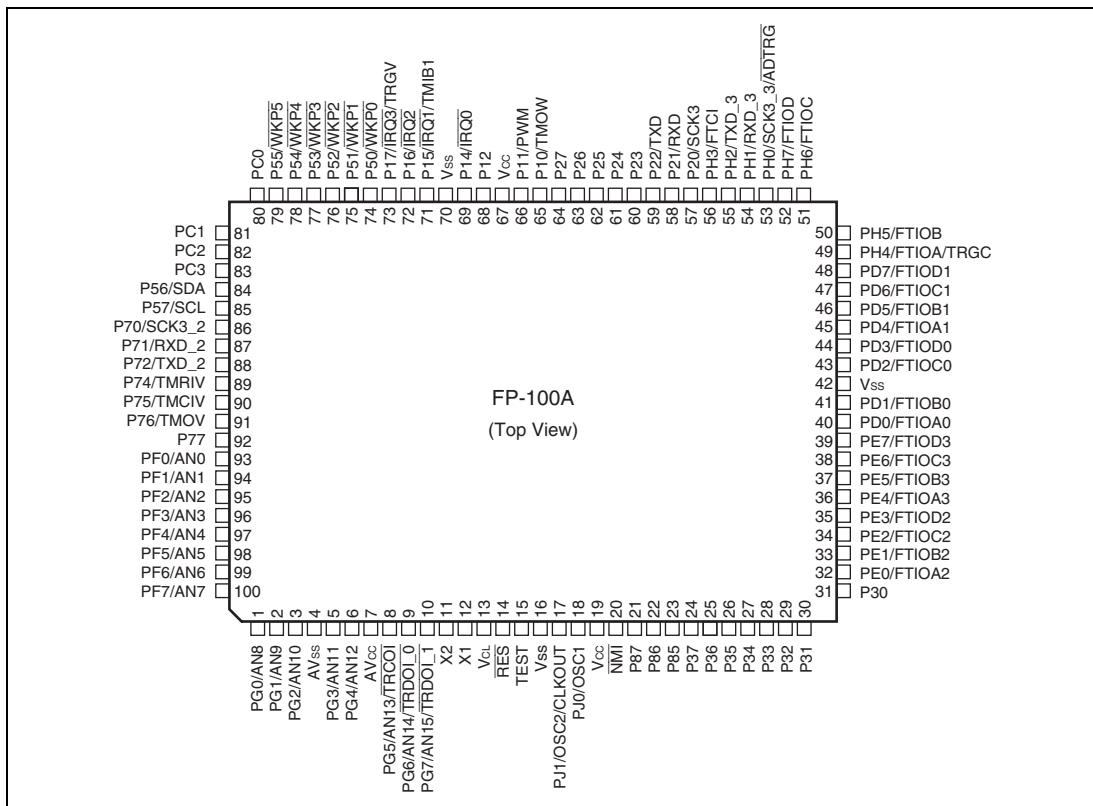 PC0
P55/WKP5
P54/WKP4
P53/WKP3
P52/WKP2
P51/WKP1
P50/WKP0
P17/IRQ3/TRGV
P16/IRQ2
P15/IRQ1/TMIB1
Vss
P14/IRQ0
P12
Vcc
P11/PWM
P10/TMOW
P27
P26
P25
P24
P23
P22/TXD
P21/RXD
P20/SCK3
PH3/FTCI
PH2/TXD_3
PH1/RXD_3
PH0/SCK3_3/ADTRG
PH7/FTIOD
PH6/FTIOC
80
79
78
77
76
75
74
73
72
71
70
69
68
67
66
65
64
63
62
61
60
59
58
57
56
55
54
53
52
51
PC1 81
PC2 82
PC3 83
P56/SDA 84
P57/SCL 85
P70/SCK3_2 86
P71/RXD_2 87
P72/TXD_2 88
P74/TMRIV 89
P75/TMCIV 90
P76/TMOV 91
P77 92
PF0/AN0 93
PF1/AN1 94
PF2/AN2 95
PF3/AN3 96
PF4/AN4 97
PF5/AN5 98
PF6/AN6 99
PF7/AN7 100
FP-100A
(Top View)
50 PH5/FTIOB
49 PH4/FTIOA/TRGC
48 PD7/FTIOD1
47 PD6/FTIOC1
46 PD5/FTIOB1
45 PD4/FTIOA1
44 PD3/FTIOD0
43 PD2/FTIOC0
42 Vss
41 PD1/FTIOB0
40 PD0/FTIOA0
39 PE7/FTIOD3
38 PE6/FTIOC3
37 PE5/FTIOB3
36 PE4/FTIOA3
35 PE3/FTIOD2
34 PE2/FTIOC2
33 PE1/FTIOB2
32 PE0/FTIOA2
31 P30
1
2
3
4
5
6
7
8
9
10
11
12
13
14
15
16
17
18
19
20
21
22
23
24
25
26
27
28
29
30
PG0/AN8
PG1/AN9
PG2/AN10
AVss
PG3/AN11
PG4/AN12
AVcc
PG5/AN13/TRCOI
PG6/AN14/TRDOI_0
PG7/AN15/TRDOI_1
X2
X1
VCL
RES
TEST
Vss
PJ1/OSC2/CLKOUT
PJ0/OSC1
Vcc
NMI
P87
P86
P85
P37
P36
P35
P34
P33
P32
P31